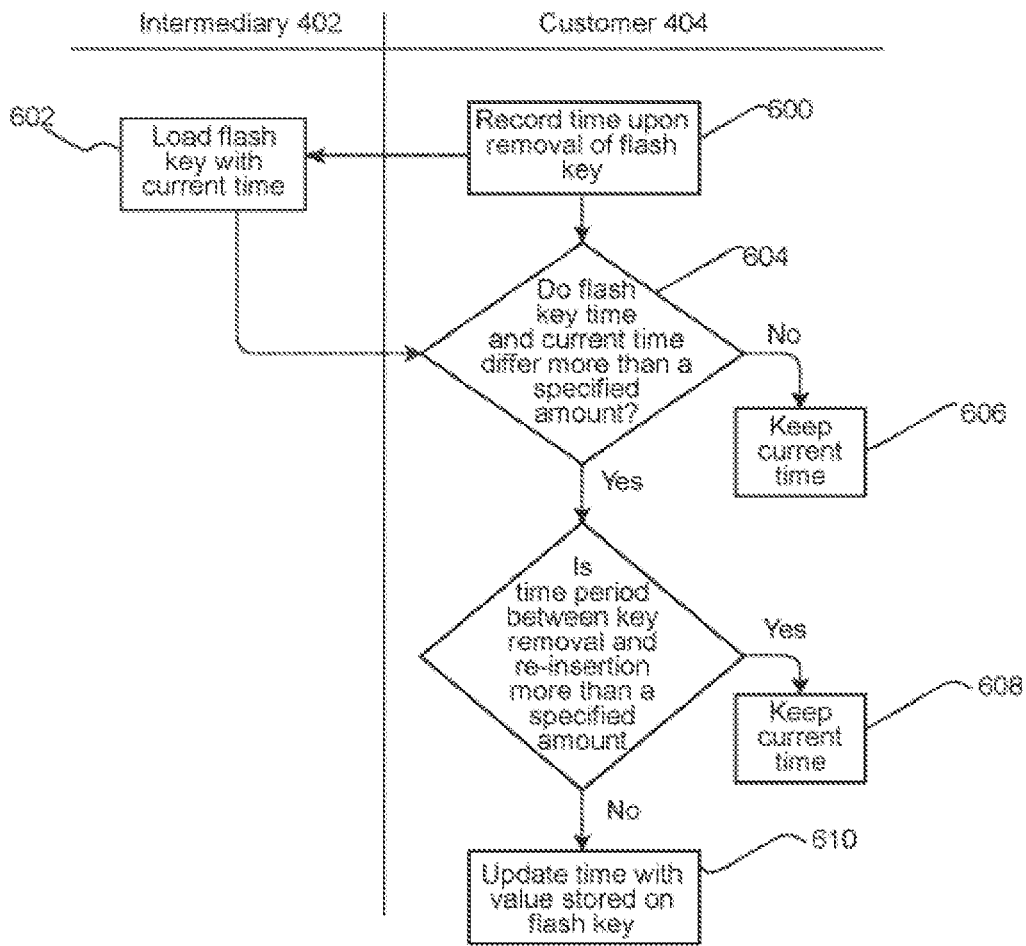 Intermediary 402
Customer 404
602
Load flash
key with
current time
600
Record time upon
removal of flash
key
604
Do flash
key time
and current time
differ more than a
specified
amount?
No
606
Keep
current
time
Yes
Is
time period
between key
removal and
re-insertion
more than a
specified
amount
Yes
608
Keep
current
time
No
610
Update time with
value stored on
flash key